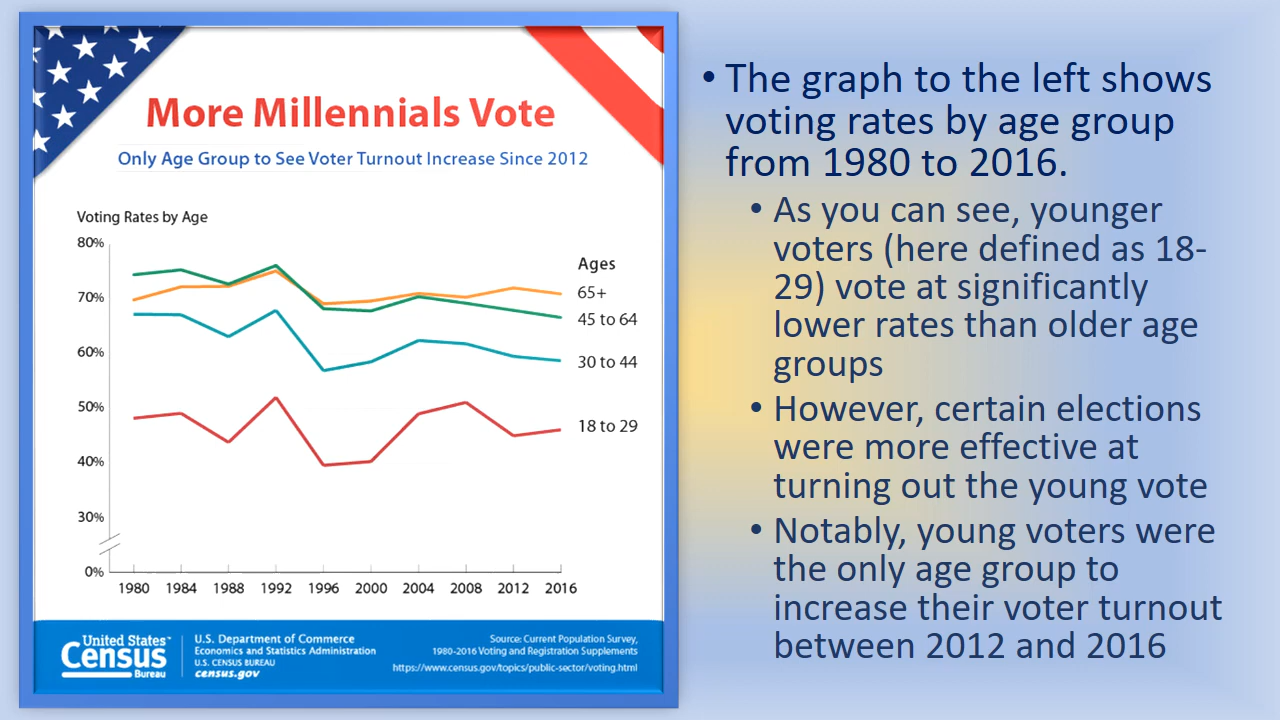 More Millennials Vote
Only Age Group to See Voter Turnout Increase Since 2012
Voting Rates by Age
80%
70%
60%
50%
40%
30%
0%
Ages
65+
45 to 64
30 to 44
18 to 29
1980 1984 1988 1992 1996 2000 2004 2008 2012 2016
United States™
Census
Bureau
U.S. Department of Commerce
Economics and Statistics Administration
U.S. CENSUS BUREAU
census.gov
Source: Current Population Survey,
1980-2016 Voting and Registration Supplements
https://www.census.gov/topics/public-sector/voting.html
• The graph to the left shows
voting rates by age group
from 1980 to 2016.
• As you can see, younger
voters (here defined as 18-
29) vote at significantly
lower rates than older age
groups
• However, certain elections
were more effective at
turning out the young vote
• Notably, young voters were
the only age group to
increase their voter turnout
between 2012 and 2016